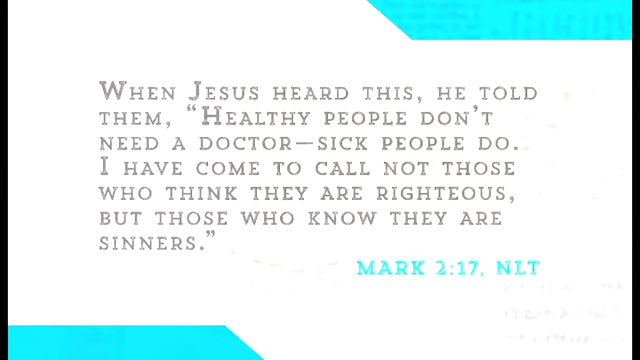 When Jesus heard this, he told
them, “Healthy people don’t
need a doctor—sick people do.
I have come to call not those
who think they are righteous,
but those who know they are
sinners.”
Mark 2:17, NLT